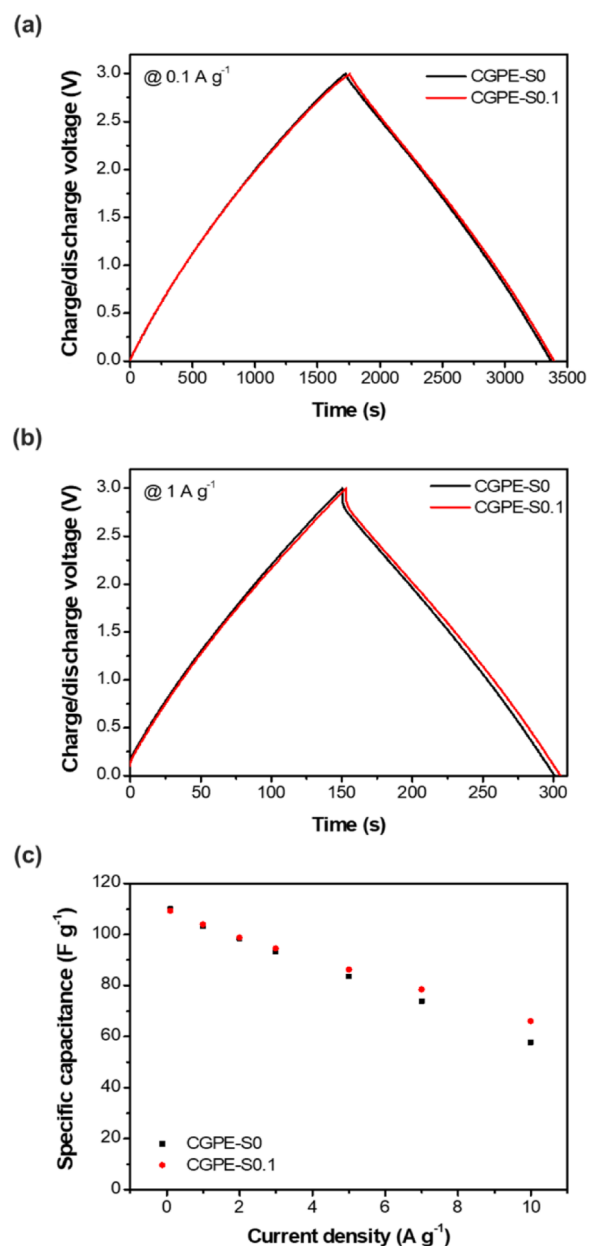 (a)
@ 0.1 A g⁻¹
CGPE-S0
CGPE-S0.1
Charge/discharge voltage (V)
3.0
2.5
2.0
1.5
1.0
0.5
0.0
0 500 1000 1500 2000 2500 3000 3500
Time (s)
(b)
@ 1 A g⁻¹
CGPE-S0
CGPE-S0.1
Charge/discharge voltage (V)
3.0
2.5
2.0
1.5
1.0
0.5
0.0
0 50 100 150 200 250 300
Time (s)
(c)
Specific capacitance (F g⁻¹)
120
100
80
60
40
20
0
CGPE-S0
CGPE-S0.1
0 2 4 6 8 10
Current density (A g⁻¹)